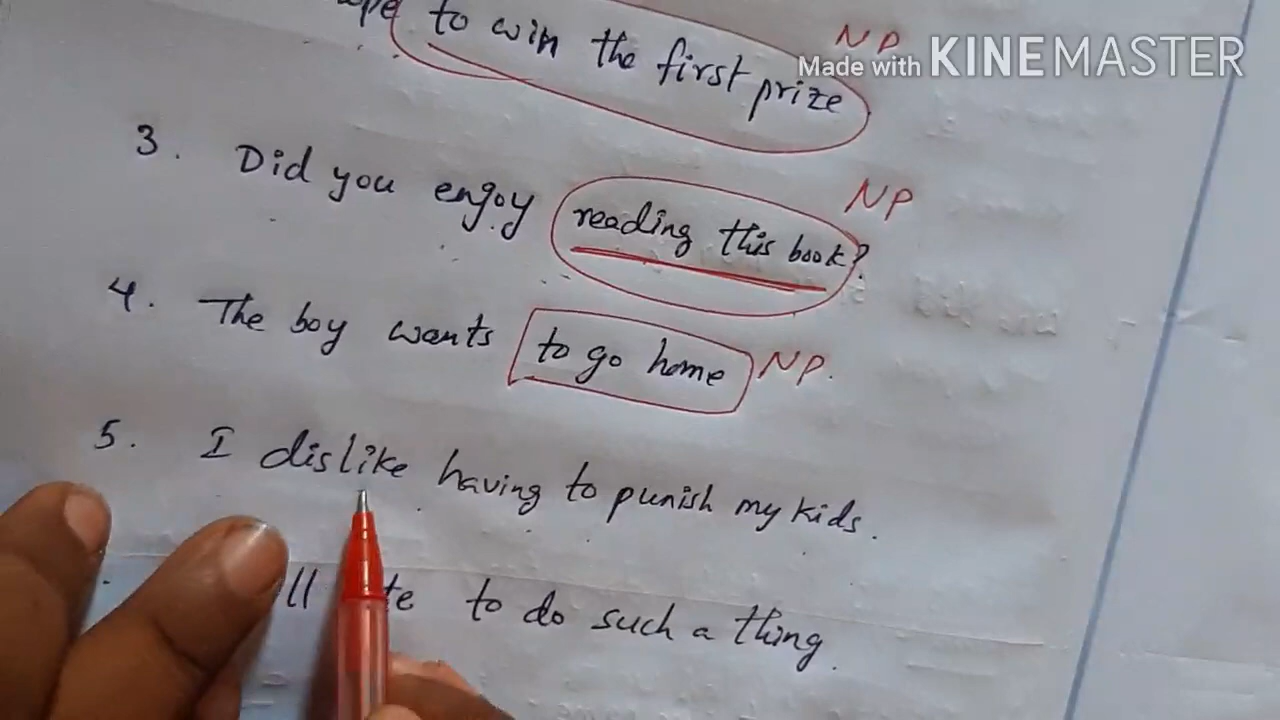 to win the first prize NP
Made with KINEMASTER
3. Did you enjoy reading this book? NP
4. The boy wants to go home NP.
5. I dislike having to punish my kids.
to do such a thing.